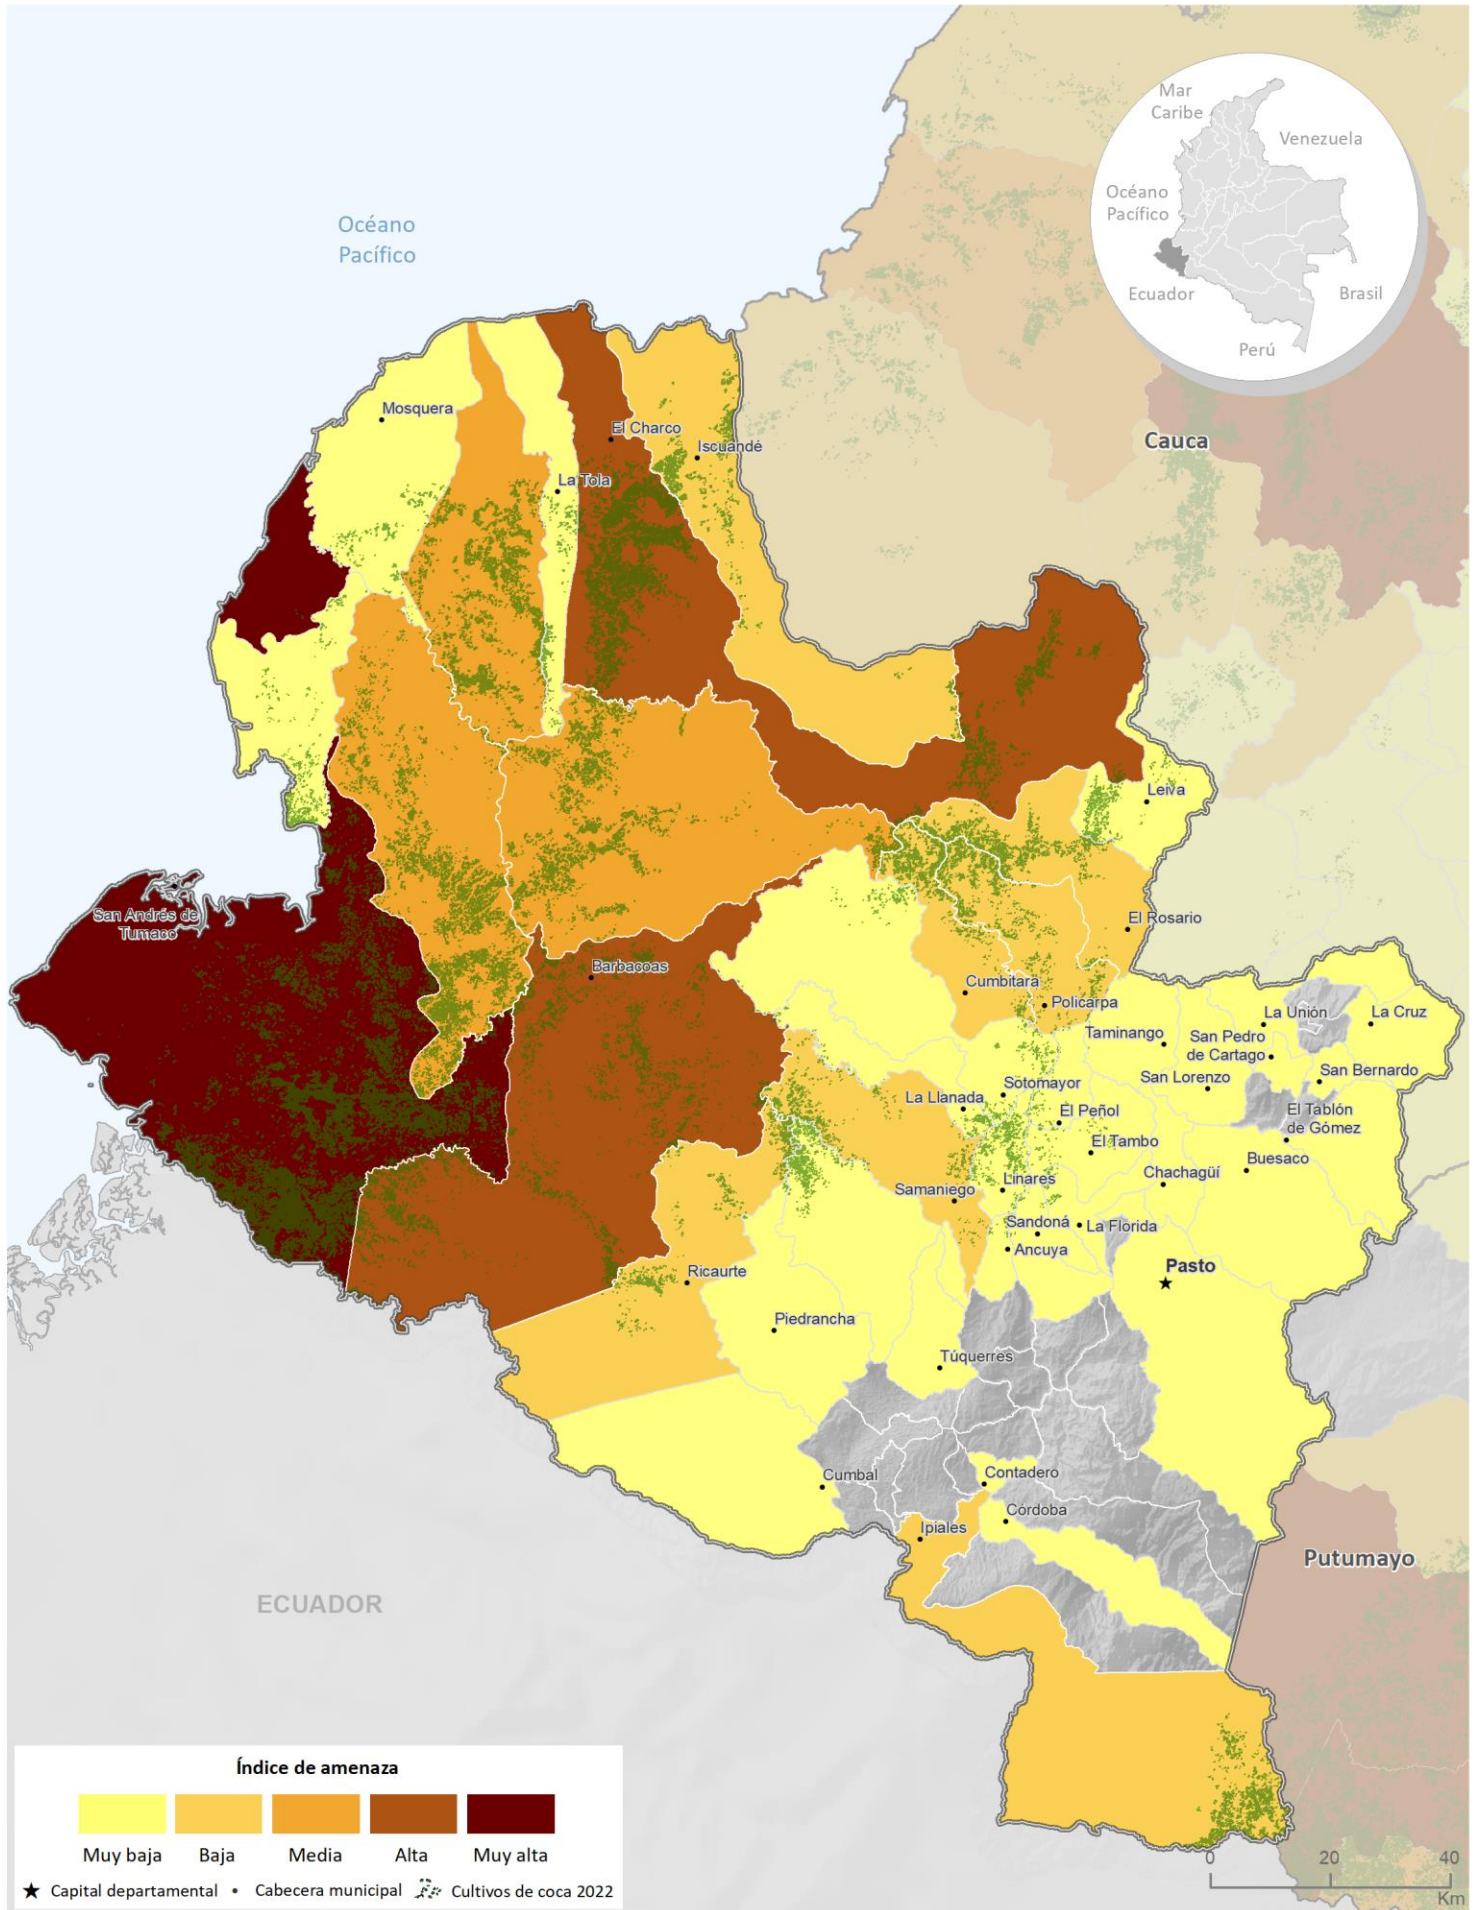 Mar
Caribe
Venezuela
Océano
Pacífico
Ecuador
Brasil
Perú
Océano
Pacífico
Mosquera
El Charco
Iscuandé
La Tola
Cauca
Leiva
San Andrés de
Tumaco
Barbacoas
El Rosario
Cumbitara
Policarpa
Taminango
San Pedro
de Cartago
La Unión
La Cruz
San Lorenzo
San Bernardo
La Llanada
Sotomayor
El Peñol
El Tablón
de Gómez
El Tambo
Buesaco
Chachagüí
Samaniego
Linares
Sandoná
La Florida
Ancuya
Pasto
Ricaurte
Piedrancha
Túquerres
Cumbal
Contadero
Córdoba
Ipiales
Putumayo
ECUADOR
Índice de amenaza
Muy baja
Baja
Media
Alta
Muy alta
Capital departamental
Cabecera municipal
Cultivos de coca 2022
0 20 40
Km